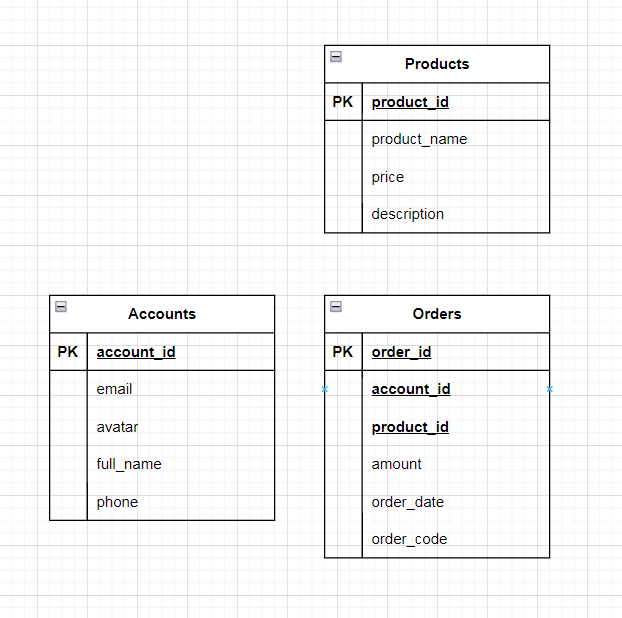 Products
PK product_id
product_name
price
description
Accounts
PK account_id
email
avatar
full_name
phone
Orders
PK order_id
account_id
product_id
amount
order_date
order_code